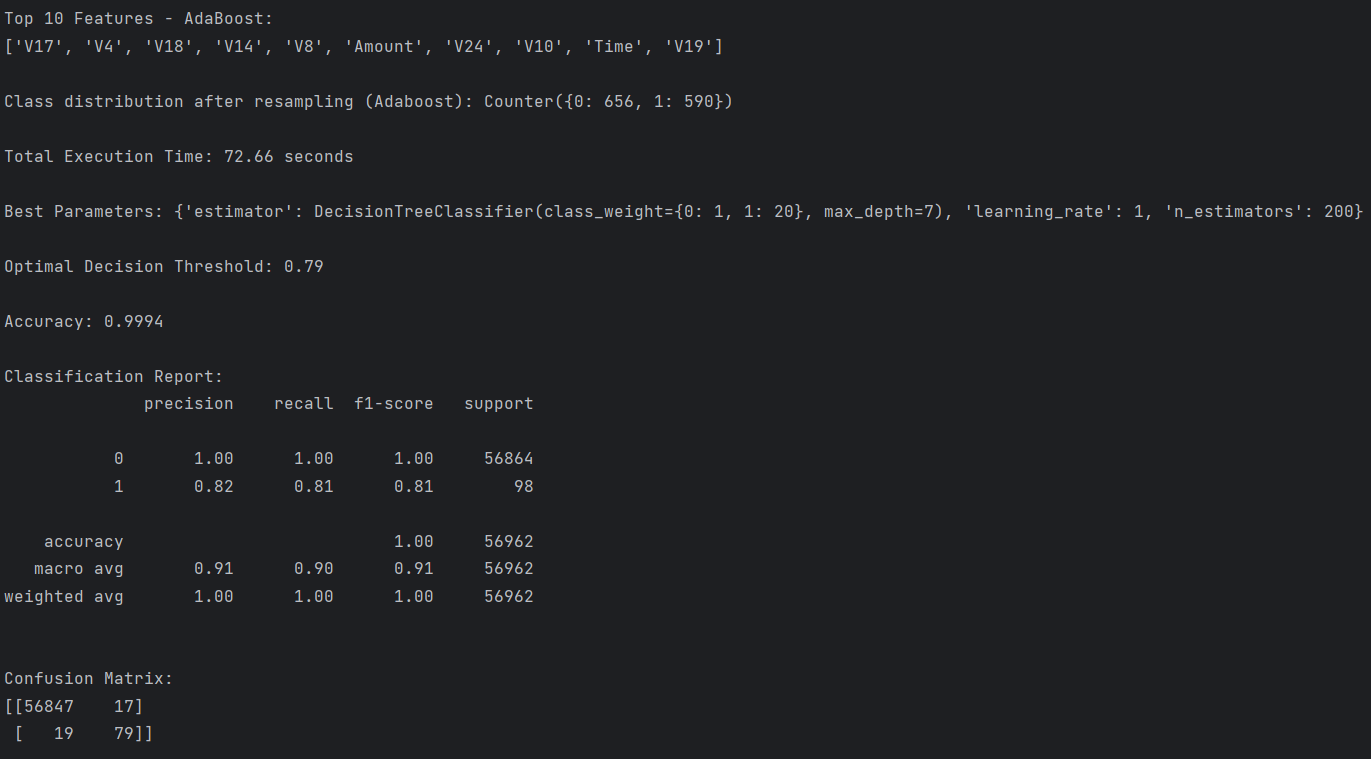 Top 10 Features - AdaBoost:
['V17', 'V4', 'V18', 'V14', 'V8', 'Amount', 'V24', 'V10', 'Time', 'V19']
Class distribution after resampling (Adaboost): Counter({0: 656, 1: 590})
Total Execution Time: 72.66 seconds
Best Parameters: {'estimator': DecisionTreeClassifier(class_weight={0: 1, 1: 20}, max_depth=7), 'learning_rate': 1, 'n_estimators': 200}
Optimal Decision Threshold: 0.79
Accuracy: 0.9994
Classification Report:
              precision    recall  f1-score   support
           0       1.00      1.00      1.00     56864
           1       0.82      0.81      0.81        98
    accuracy                           1.00     56962
   macro avg       0.91      0.90      0.91     56962
weighted avg       1.00      1.00      1.00     56962
Confusion Matrix:
[[56847    17]
 [   19    79]]